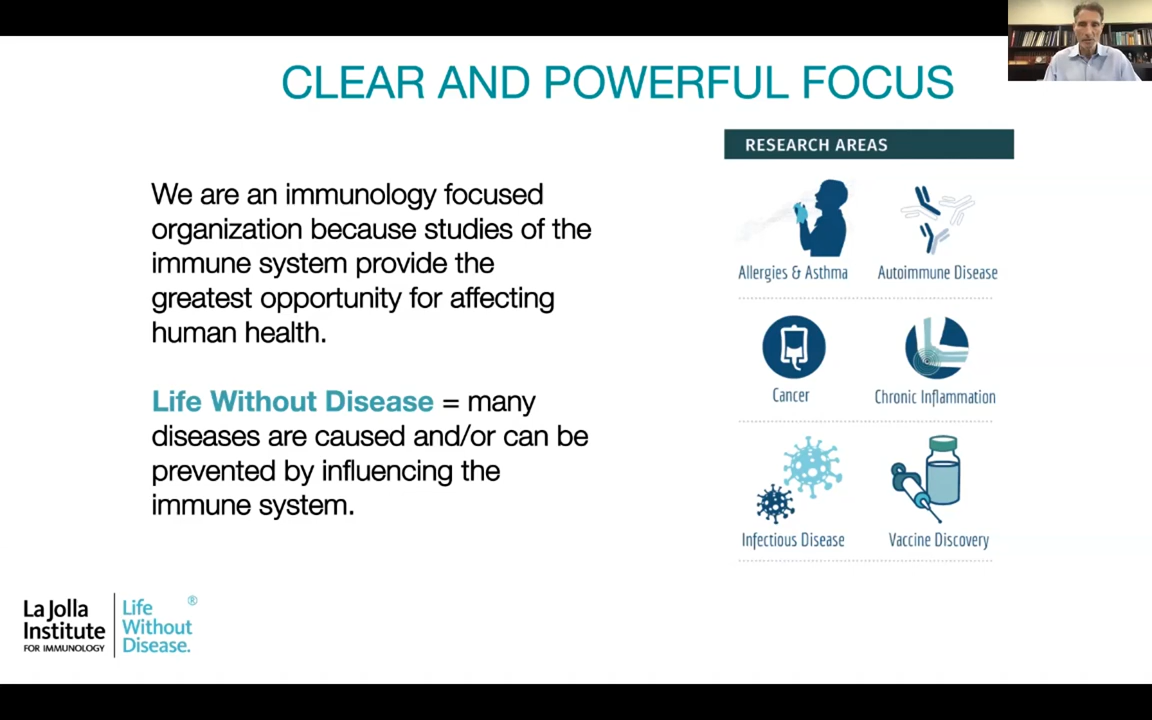 CLEAR AND POWERFUL FOCUS
We are an immunology focused
organization because studies of the
immune system provide the
greatest opportunity for affecting
human health.
Life Without Disease = many
diseases are caused and/or can be
prevented by influencing the
immune system.
RESEARCH AREAS
Allergies & Asthma
Autoimmune Disease
Cancer
Chronic Inflammation
Infectious Disease
Vaccine Discovery
La Jolla
Institute
FOR IMMUNOLOGY
Life
Without
Disease.
®